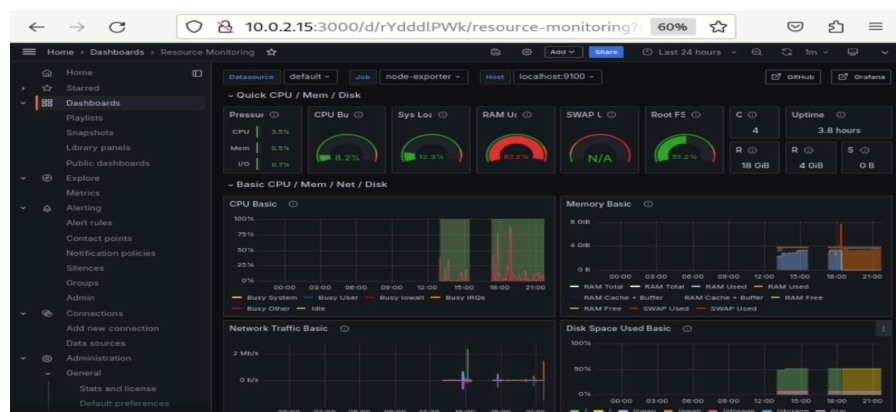 10.0.2.15:3000/d/rYdddlPWk/resource-monitoring? 60%
Home > Dashboards > Resource Monitoring Add Share Last 24 hours 1m
Home
Starred
Dashboards
Playlists
Snapshots
Library panels
Public dashboards
Explore
Metrics
Alerting
Alert rules
Contact points
Notification policies
Silences
Groups
Admin
Connections
Add new connection
Data sources
Administration
General
Stats and license
Default preferences
Datasource default Job node-exporter Host localhost:9100 GitHub Grafana
Quick CPU / Mem / Disk
Pressur CPU Bu Sys Loa RAM Us SWAP L Root FS C Uptime
CPU 3.5%
Mem 0.5%
I/O 0.7%
8.2% 12.3% 97.2% N/A 51.2%
4 3.8 hours
R R S
18 GiB 4 GiB 0 B
Basic CPU / Mem / Net / Disk
CPU Basic
100%
75%
50%
25%
0%
00:00 03:00 06:00 09:00 12:00 15:00 18:00 21:00
Busy System Busy User Busy Iowait Busy IRQs
Busy Other Idle
Memory Basic
8 GiB
4 GiB
0 B
00:00 03:00 06:00 09:00 12:00 15:00 18:00 21:00
RAM Total RAM Total RAM Used RAM Used
RAM Cache + Buffer RAM Cache + Buffer RAM Free
RAM Free SWAP Used SWAP Used
Network Traffic Basic
2 Mb/s
0 b/s
Disk Space Used Basic
100%
50%
0%
00:00 03:00 06:00 09:00 12:00 15:00 18:00 21:00